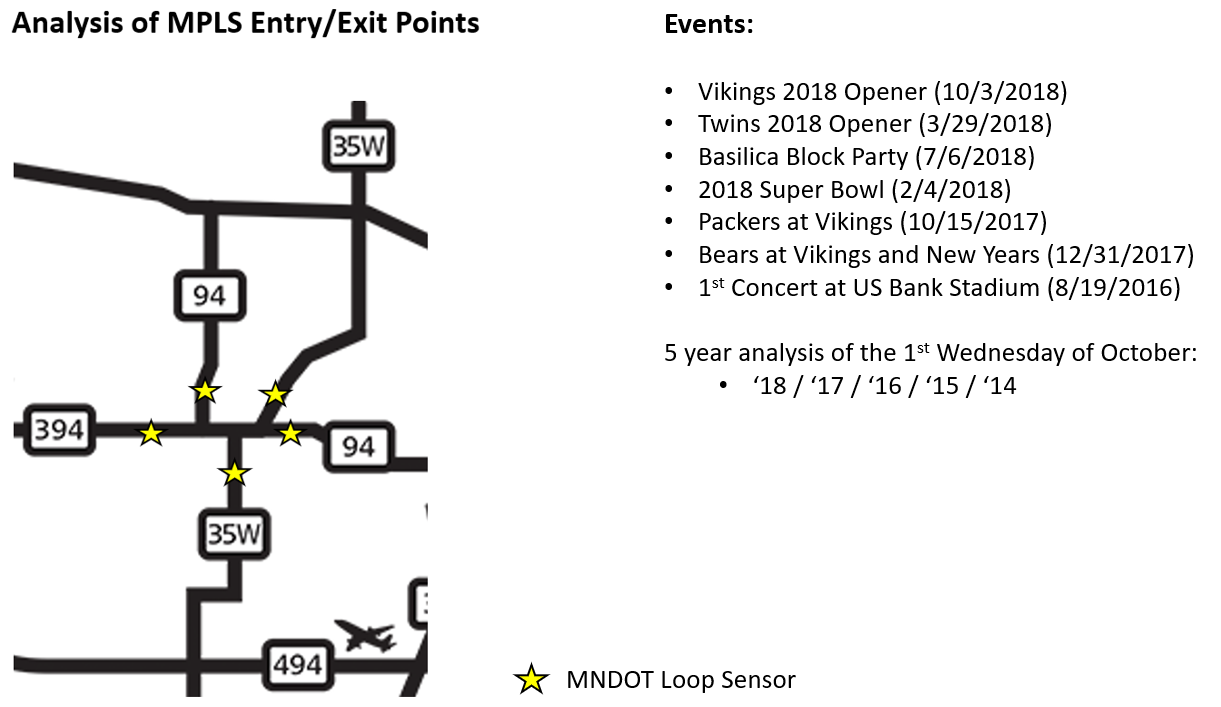 Analysis of MPLS Entry/Exit Points
35W
94
394
94
35W
494
Events:
• Vikings 2018 Opener (10/3/2018)
• Twins 2018 Opener (3/29/2018)
• Basilica Block Party (7/6/2018)
• 2018 Super Bowl (2/4/2018)
• Packers at Vikings (10/15/2017)
• Bears at Vikings and New Years (12/31/2017)
• 1st Concert at US Bank Stadium (8/19/2016)
5 year analysis of the 1st Wednesday of October:
• ‘18 / ‘17 / ‘16 / ‘15 / ‘14
MNDOT Loop Sensor